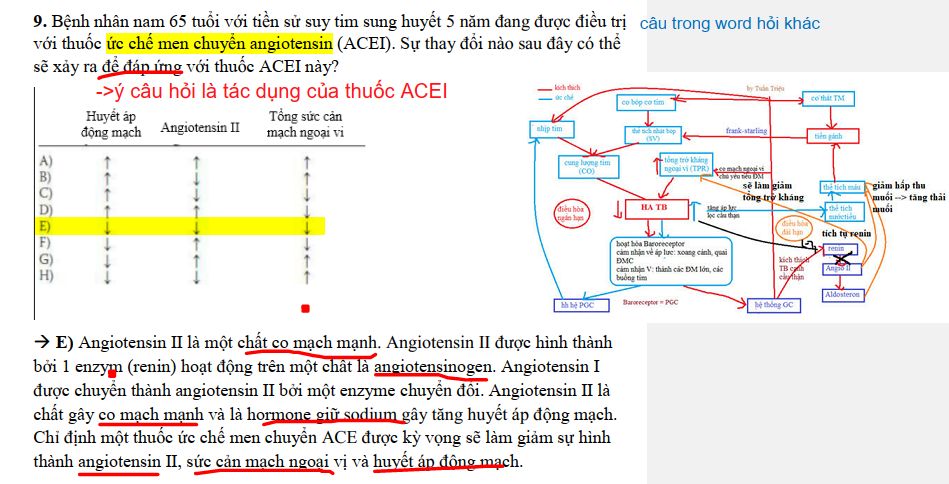 9. Bệnh nhân nam 65 tuổi với tiền sử suy tim sung huyết 5 năm đang được điều trị
với thuốc ức chế men chuyển angiotensin (ACEI). Sự thay đổi nào sau đây có thể
sẽ xảy ra để đáp ứng với thuốc ACEI này?
câu trong word hỏi khác
->ý câu hỏi là tác dụng của thuốc ACEI
Huyết áp động mạch Angiotensin II Tổng sức cản mạch ngoại vi
A) ↑ ↑ ↑
B) ↑ ↓ ↑
C) ↑ ↓ ↓
D) ↑ ↑ ↓
E) ↓ ↓ ↓
F) ↓ ↑ ↓
G) ↓ ↑ ↑
H) ↓ ↓ ↑
kích thích
ức chế
by Tuấn Triệu
co bóp cơ tim
co thắt TM
nhịp tim
thể tích nhát bóp
(SV)
frank-starling
tiền gánh
cung lượng tim
(CO)
tổng trở kháng
ngoại vi (TPR)
co mạch ngoại vi
chủ yếu tiểu ĐM
sẽ làm giảm
tổng trở kháng
thể tích máu
giảm hấp thu
muối --> tăng thải
muối
điều hòa
ngắn hạn
HA TB
tăng áp lực
lọc cầu thận
thể tích
nước tiểu
điều hòa
dài hạn
tích tụ renin
hoạt hóa Baroreceptor
cảm nhận về áp lực: xoang cảnh, quai
ĐMC
cảm nhận V: thành các ĐM lớn, các
buồng tim
renin
kích thích
TB cạnh
cầu thận
Angio II
Aldosteron
hh hệ PGC
Baroreceptor = PGC
hệ thống GC
→ E) Angiotensin II là một chất co mạch mạnh. Angiotensin II được hình thành
bởi 1 enzym (renin) hoạt động trên một chất là angiotensinogen. Angiotensin I
được chuyển thành angiotensin II bởi một enzyme chuyển đổi. Angiotensin II là
chất gây co mạch mạnh và là hormone giữ sodium gây tăng huyết áp động mạch.
Chỉ định một thuốc ức chế men chuyển ACE được kỳ vọng sẽ làm giảm sự hình
thành angiotensin II, sức cản mạch ngoại vị và huyết áp động mạch.